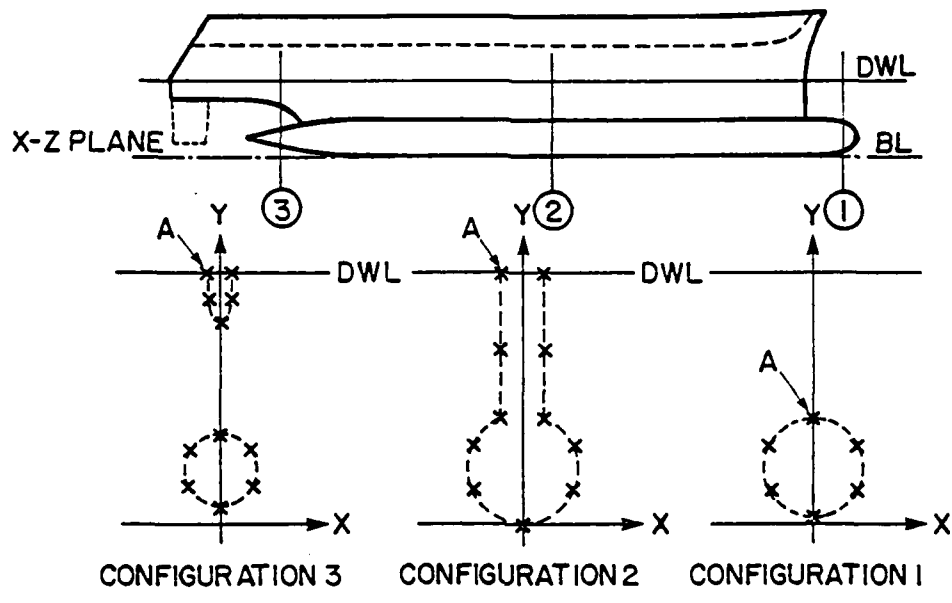 DWL
X-Z PLANE
BL
3
2
1
Y
Y
Y
A
A
DWL
DWL
A
X
X
X
CONFIGURATION 3
CONFIGURATION 2
CONFIGURATION 1